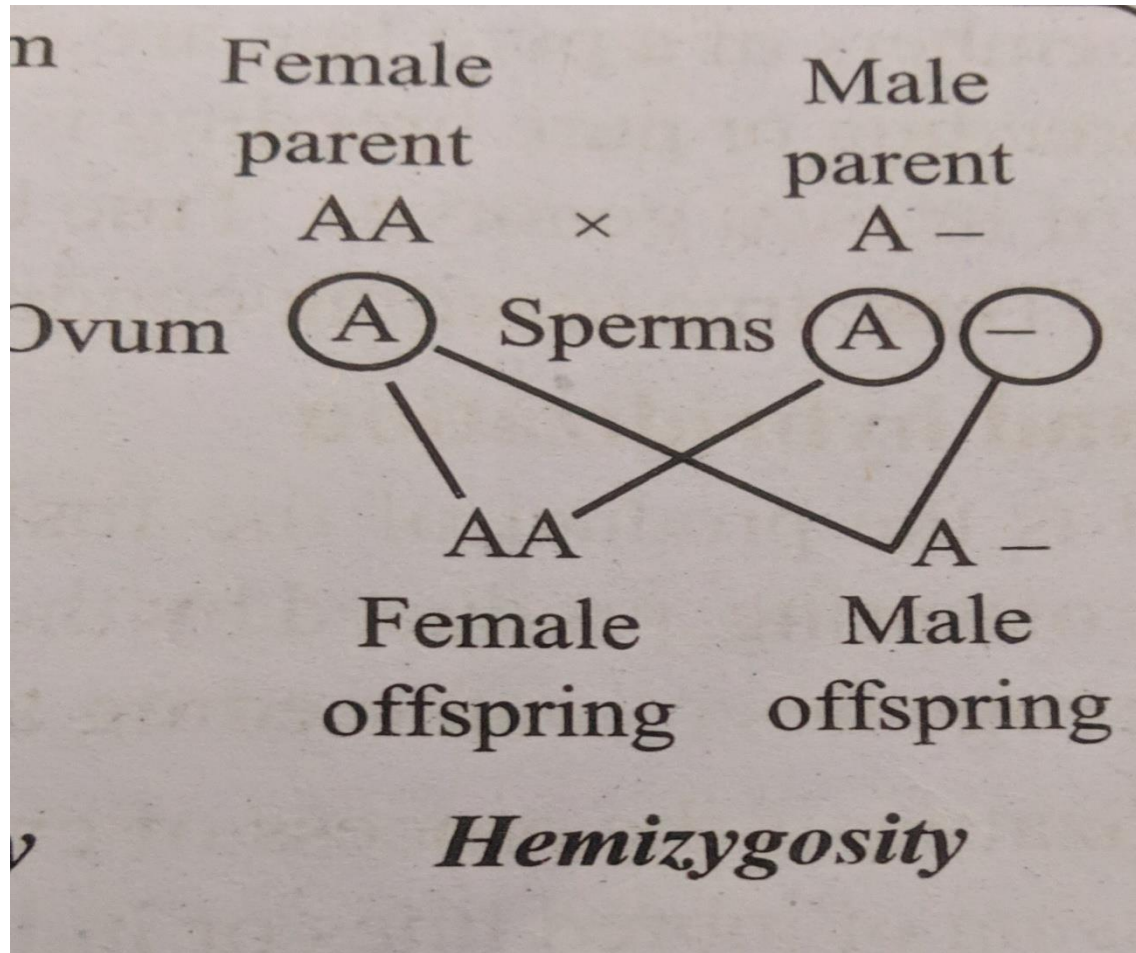 m
Female
parent
Male
parent
AA × A –
Ovum A Sperms A –
AA A –
Female
offspring
Male
offspring
y
Hemizygosity